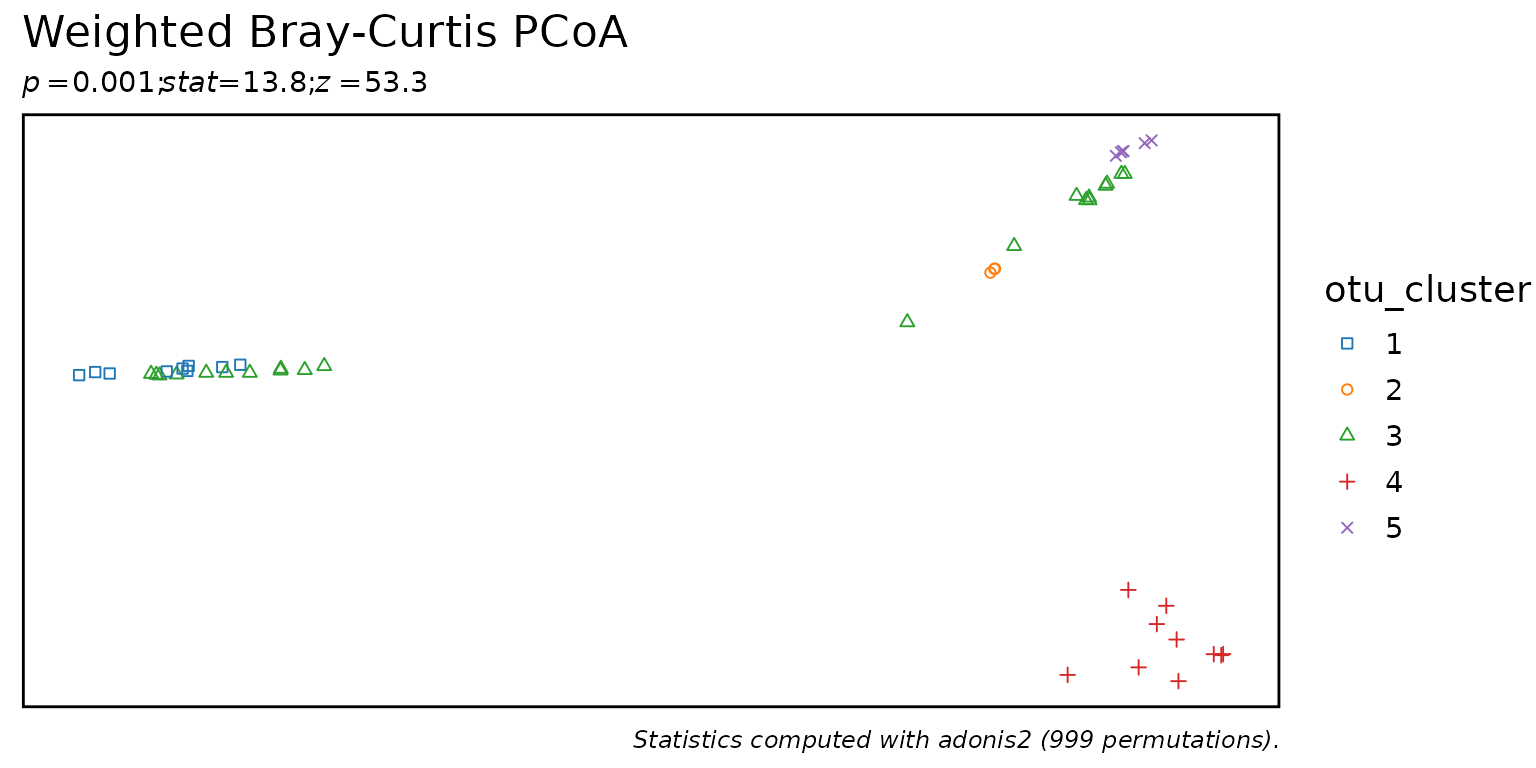 Weighted Bray-Curtis PCoA
p =0.001;stat=13.8;z =53.3
otu_cluster
1
2
3
4
5
Statistics computed with adonis2 (999 permutations).